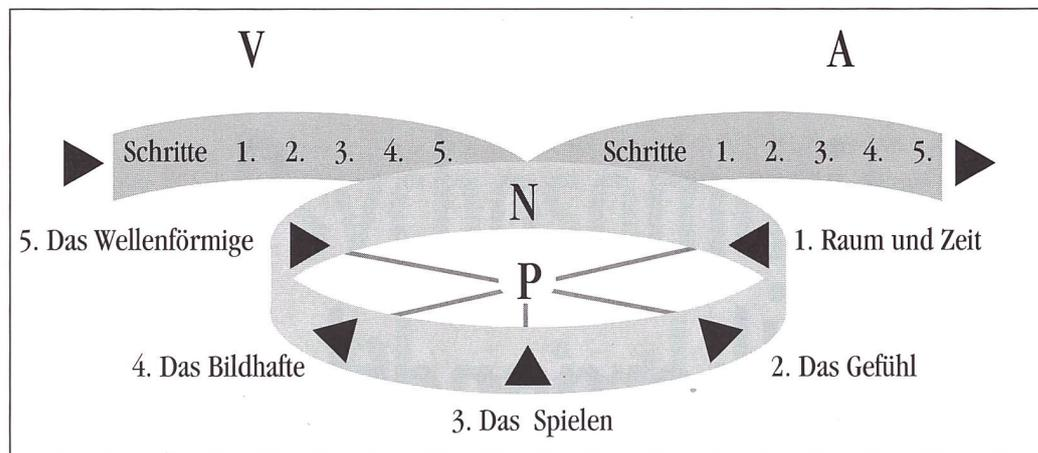 V
A
Schritte 1. 2. 3. 4. 5.
Schritte 1. 2. 3. 4. 5.
N
5. Das Wellenförmige
1. Raum und Zeit
P
4. Das Bildhafte
2. Das Gefühl
3. Das Spielen